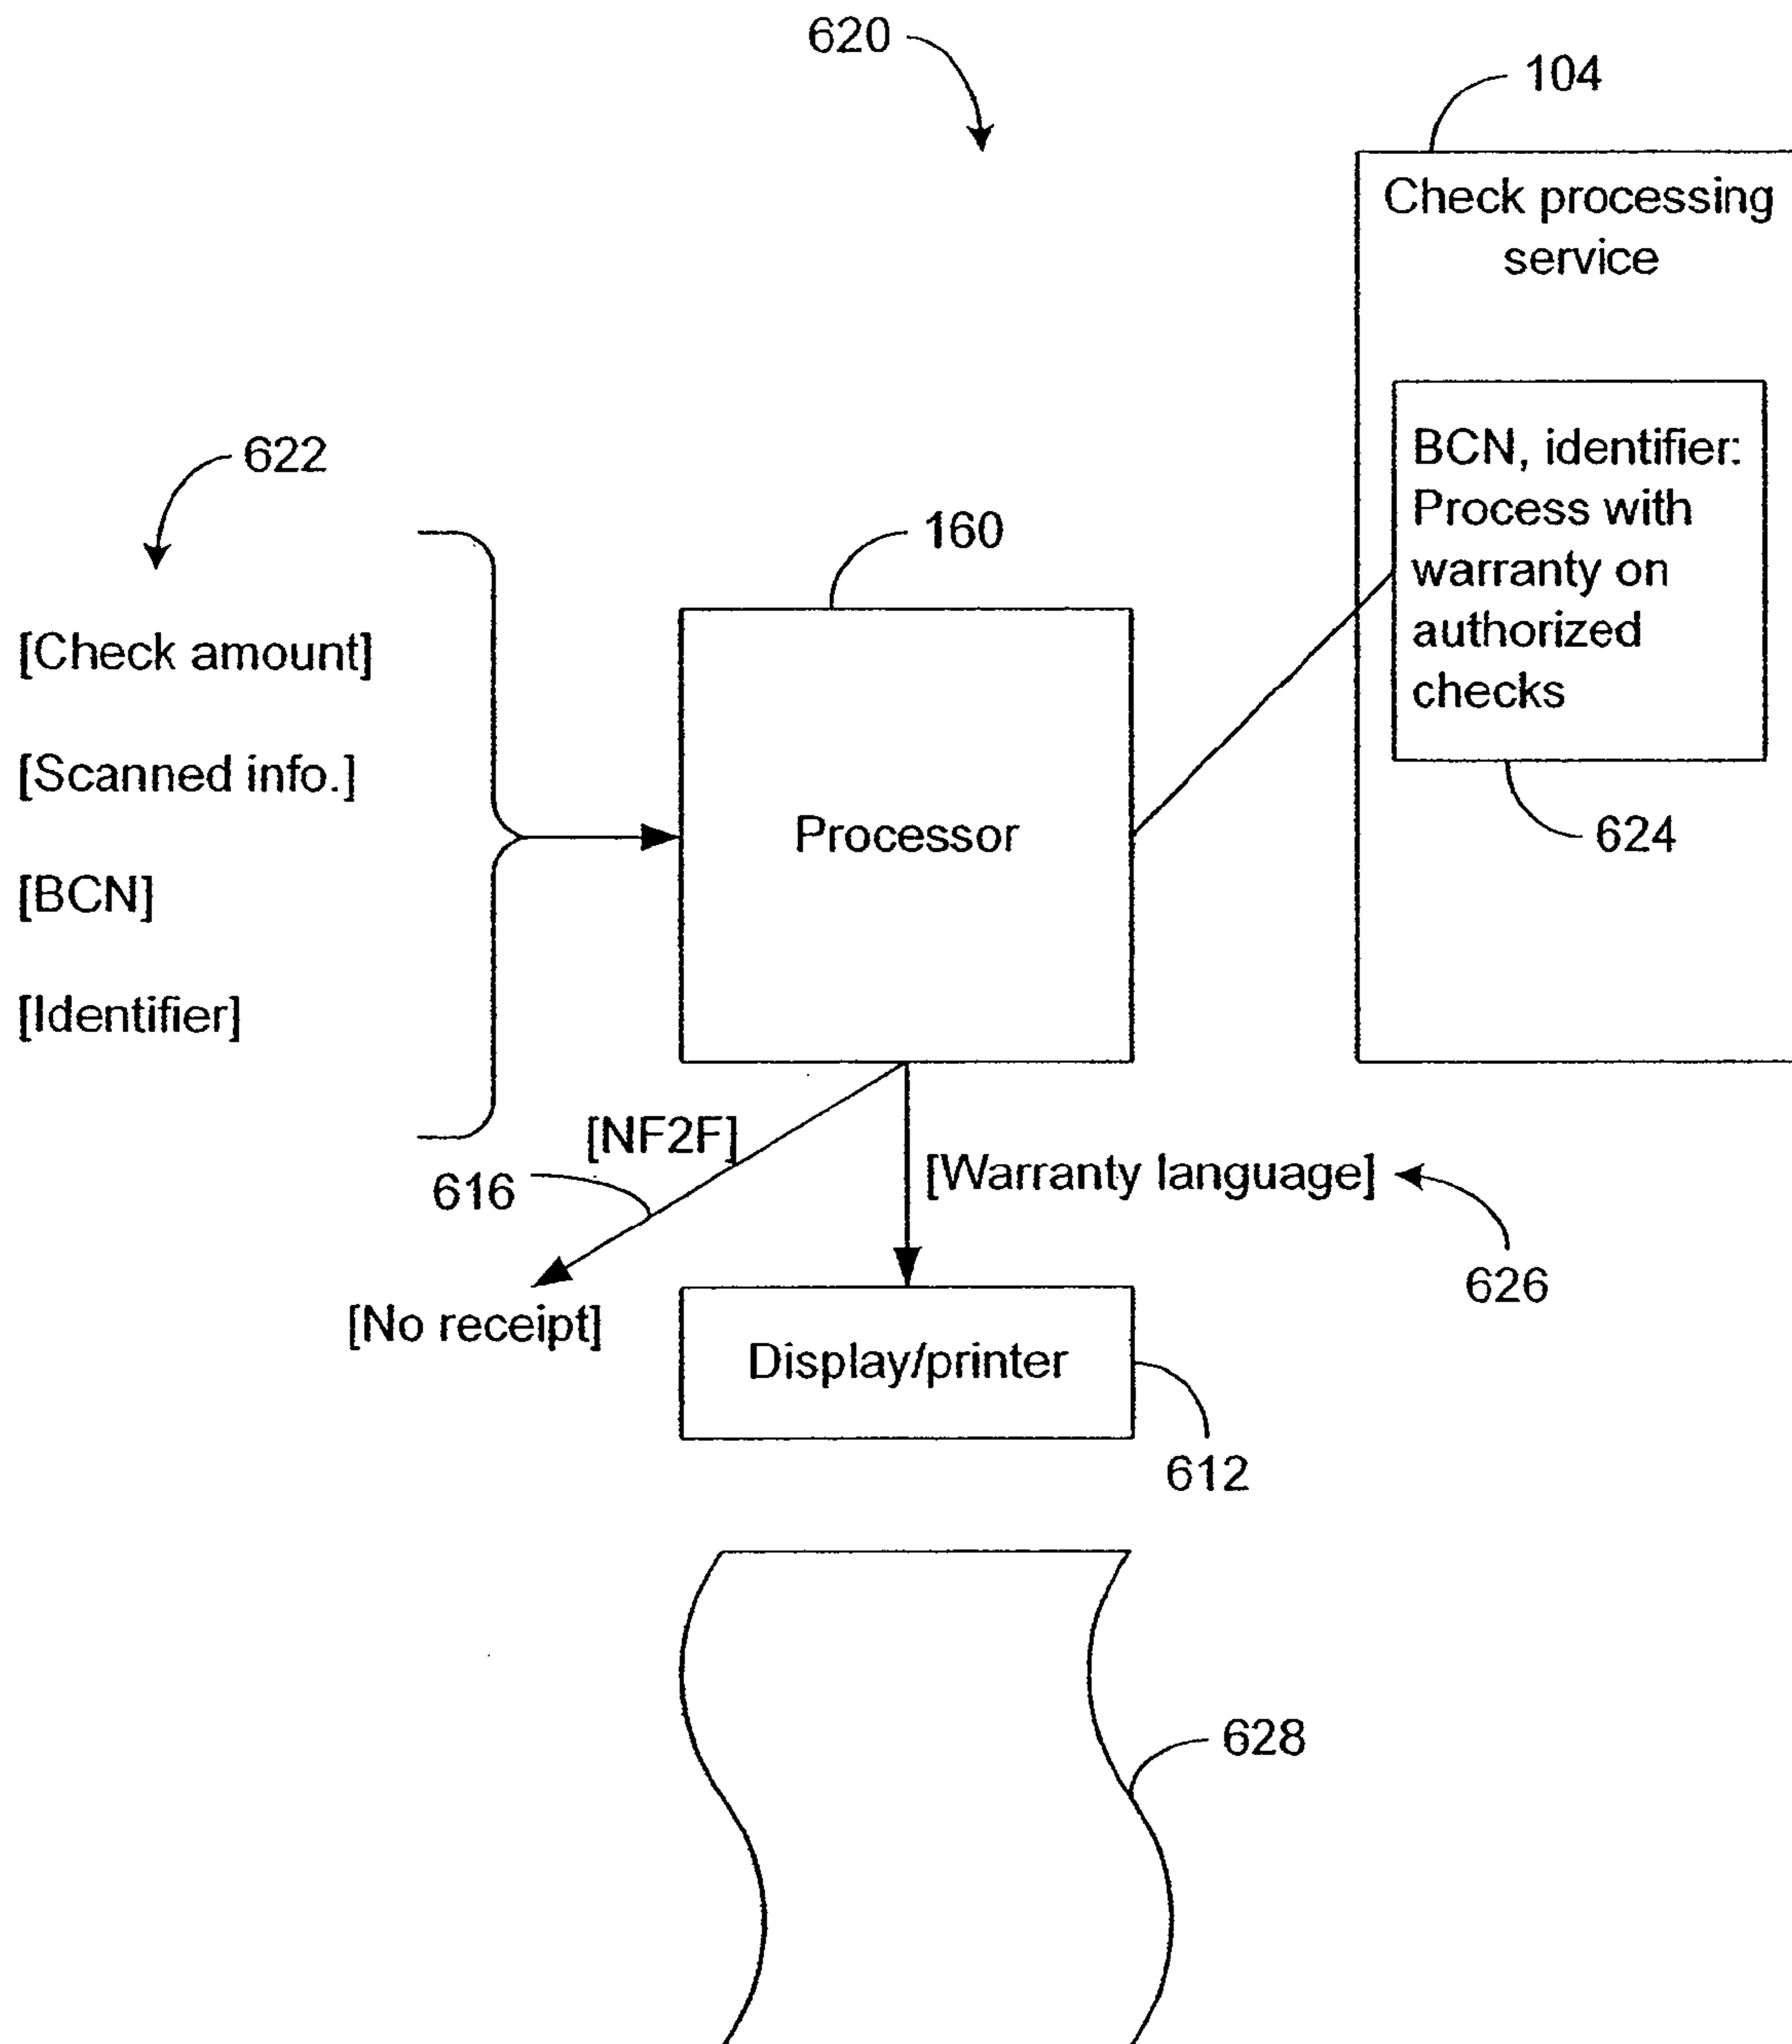 620
104
Check processing
service
622
160
BCN, identifier:
Process with
warranty on
authorized
checks
[Check amount]
[Scanned info.]
[BCN]
[Identifier]
Processor
624
[NF2F]
616
[Warranty language]
626
[No receipt]
Display/printer
612
628